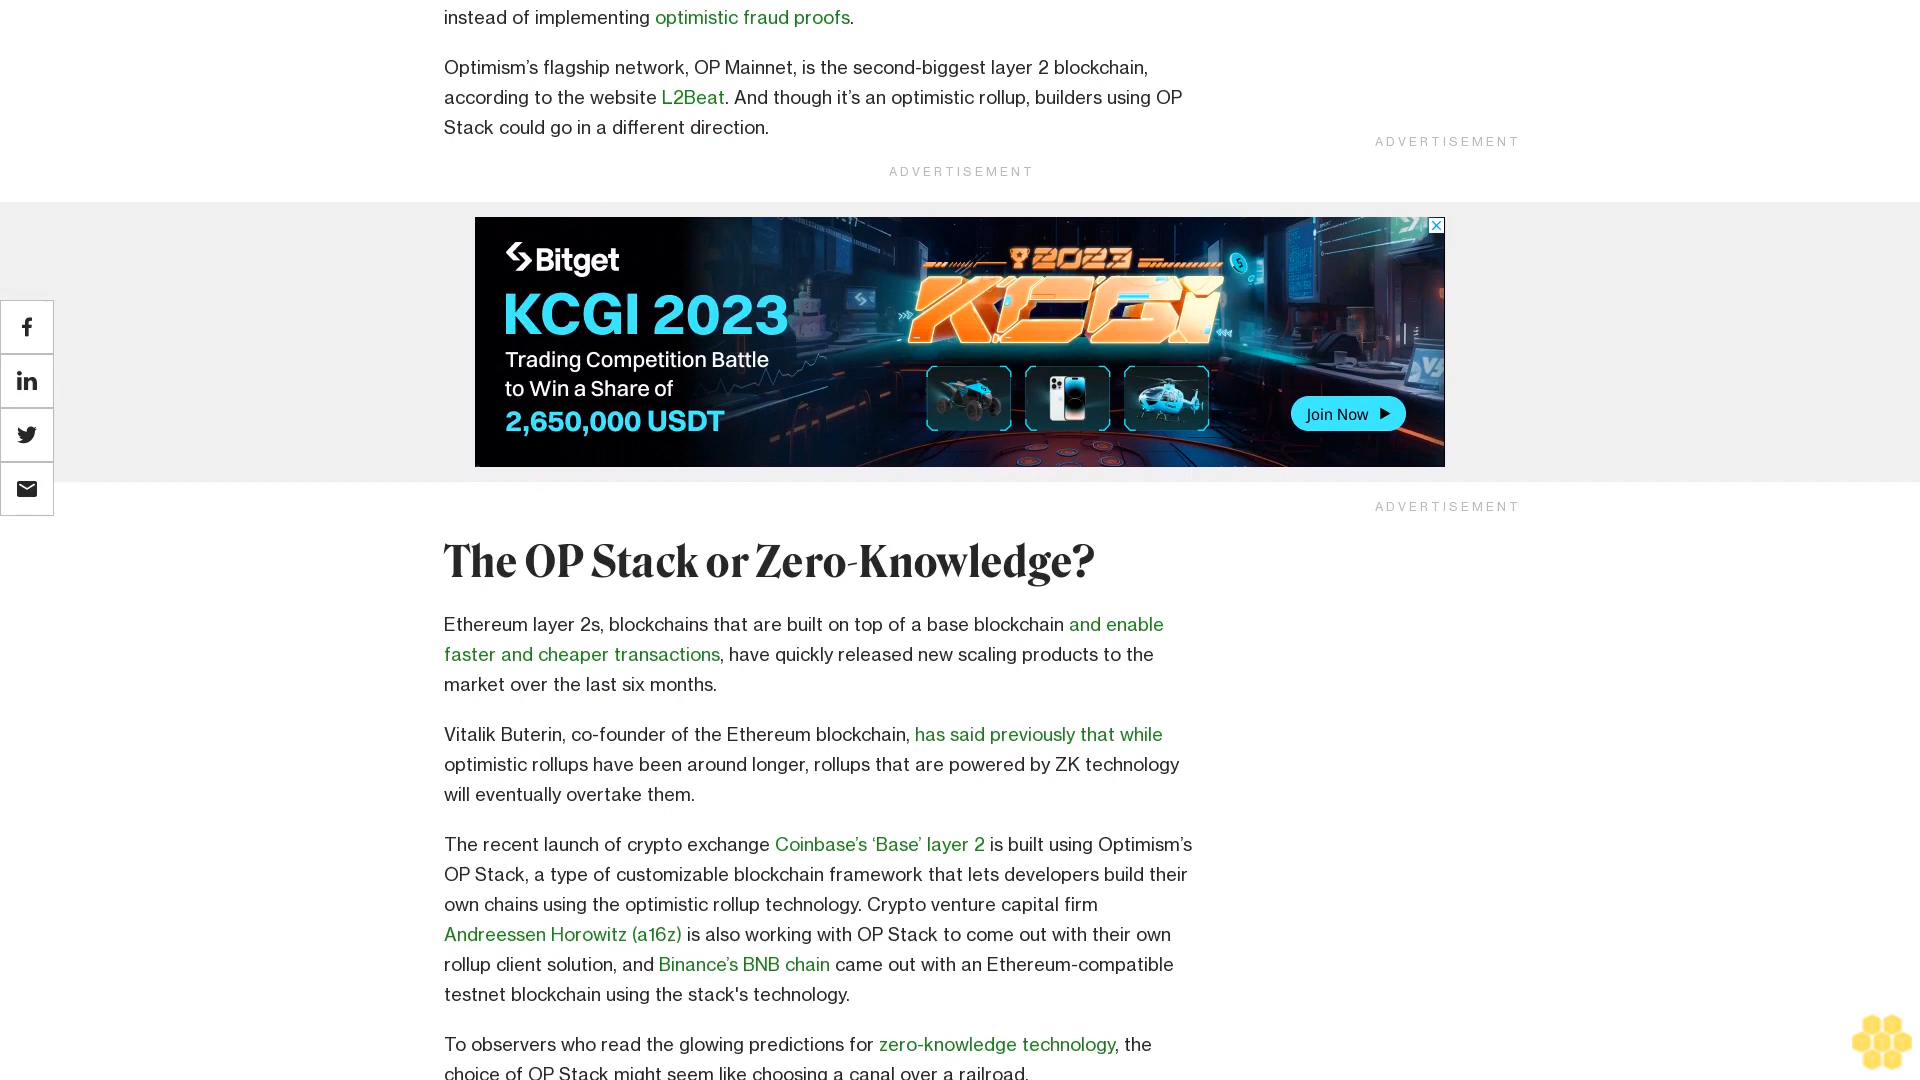 instead of implementing optimistic fraud proofs.
Optimism’s flagship network, OP Mainnet, is the second-biggest layer 2 blockchain,
according to the website L2Beat. And though it’s an optimistic rollup, builders using OP
Stack could go in a different direction.
ADVERTISEMENT
ADVERTISEMENT
Bitget
KCGI 2023
Trading Competition Battle
to Win a Share of
2,650,000 USDT
2023
KCGI
Join Now
ADVERTISEMENT
The OP Stack or Zero-Knowledge?
Ethereum layer 2s, blockchains that are built on top of a base blockchain and enable
faster and cheaper transactions, have quickly released new scaling products to the
market over the last six months.
Vitalik Buterin, co-founder of the Ethereum blockchain, has said previously that while
optimistic rollups have been around longer, rollups that are powered by ZK technology
will eventually overtake them.
The recent launch of crypto exchange Coinbase’s ‘Base’ layer 2 is built using Optimism’s
OP Stack, a type of customizable blockchain framework that lets developers build their
own chains using the optimistic rollup technology. Crypto venture capital firm
Andreessen Horowitz (a16z) is also working with OP Stack to come out with their own
rollup client solution, and Binance’s BNB chain came out with an Ethereum-compatible
testnet blockchain using the stack's technology.
To observers who read the glowing predictions for zero-knowledge technology, the
choice of OP Stack might seem like choosing a canal over a railroad.